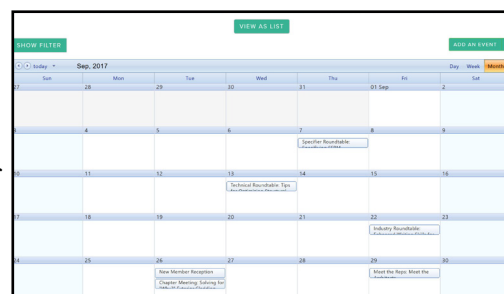 VIEW AS LIST
SHOW FILTER
ADD AN EVENT
today
Sep, 2017
Day Week Month
Sun Mon Tue Wed Thu Fri Sat
27 28 29 30 31 01 Sep 2
3 4 5 6 7 8 9
Specifier Roundtable:
10 11 12 13 14 15 16
Technical Roundtable: Tips
17 18 19 20 21 22 23
Industry Roundtable:
24 25 26 27 28 29 30
New Member Reception
Meet the Reps: Meet the
Chapter Meeting: Solving for